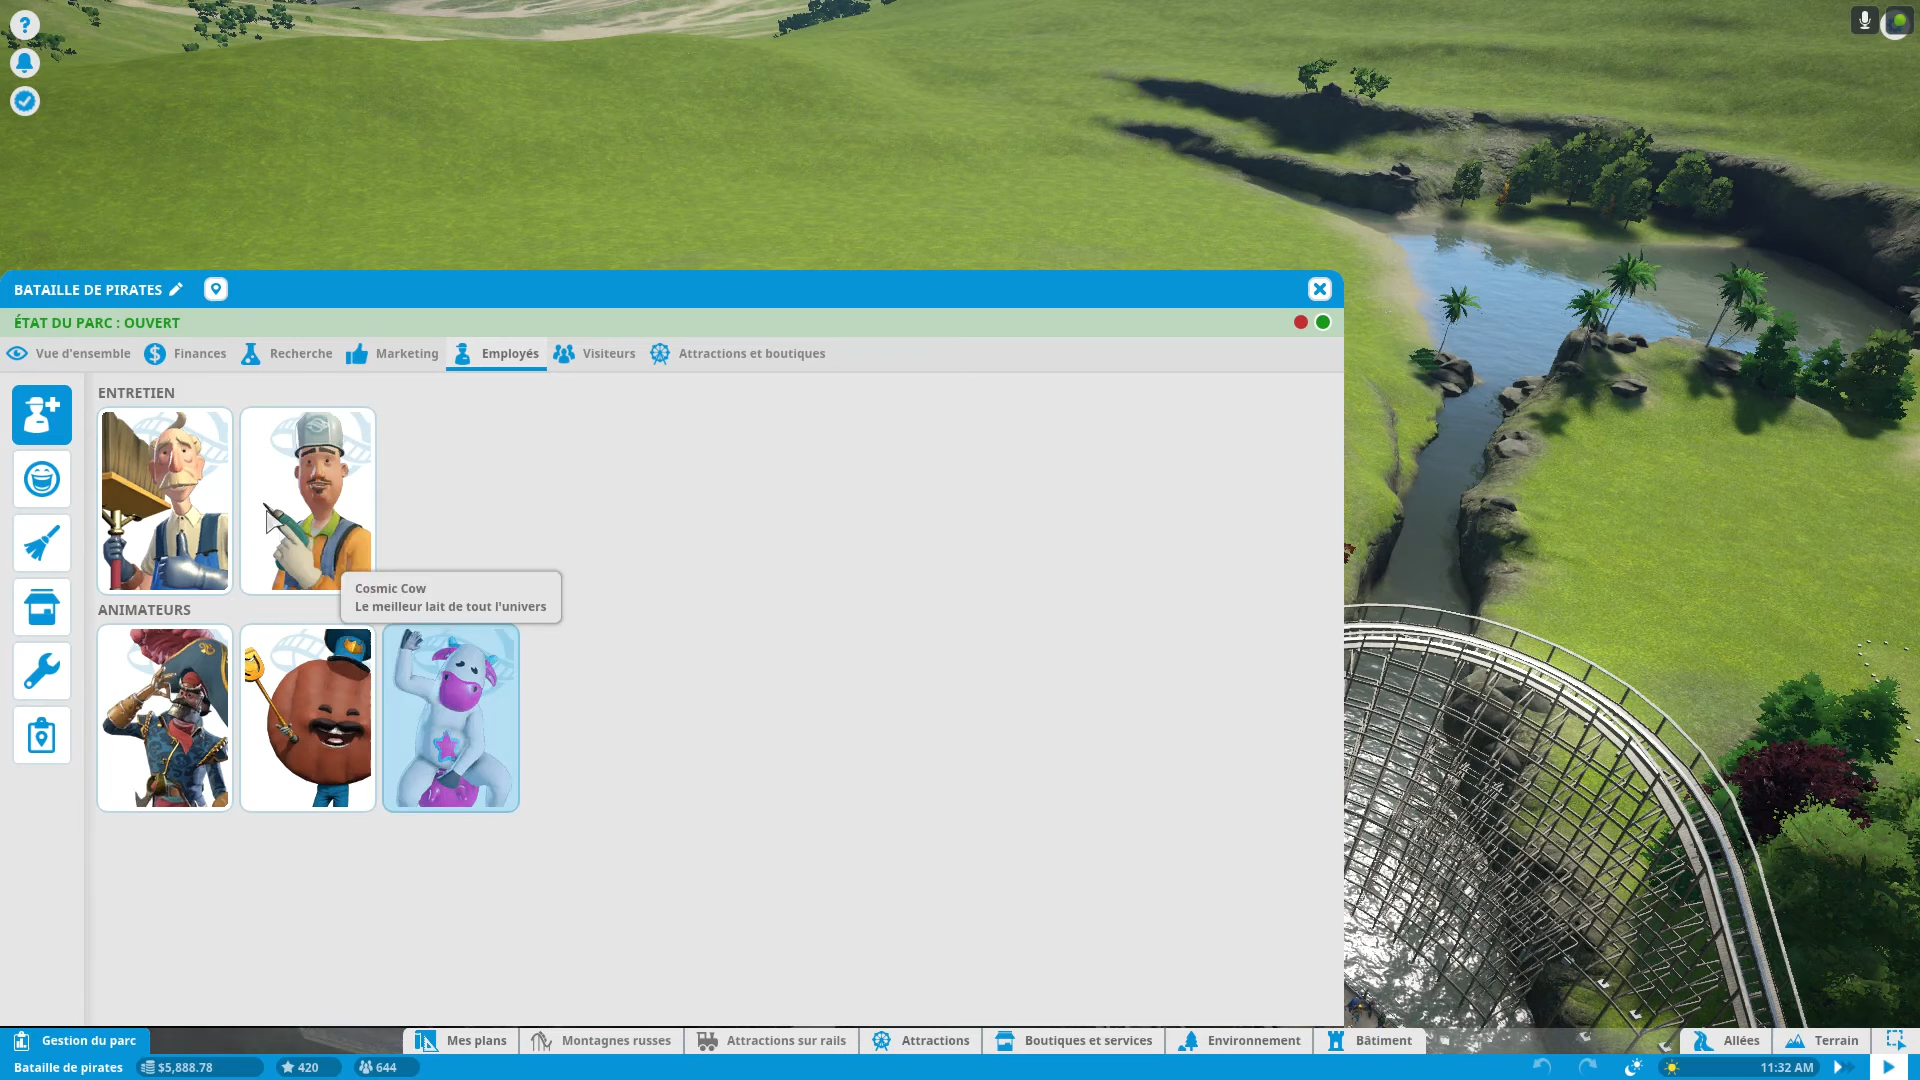 BATAILLE DE PIRATES
ÉTAT DU PARC : OUVERT
Vue d'ensemble
Finances
Recherche
Marketing
Employés
Visiteurs
Attractions et boutiques
ENTRETIEN
Cosmic Cow
Le meilleur lait de tout l'univers
ANIMATEURS
Gestion du parc
Mes plans
Montagnes russes
Attractions sur rails
Attractions
Boutiques et services
Environnement
Bâtiment
Allées
Terrain
Bataille de pirates
$5,888.78
420
644
11:32 AM